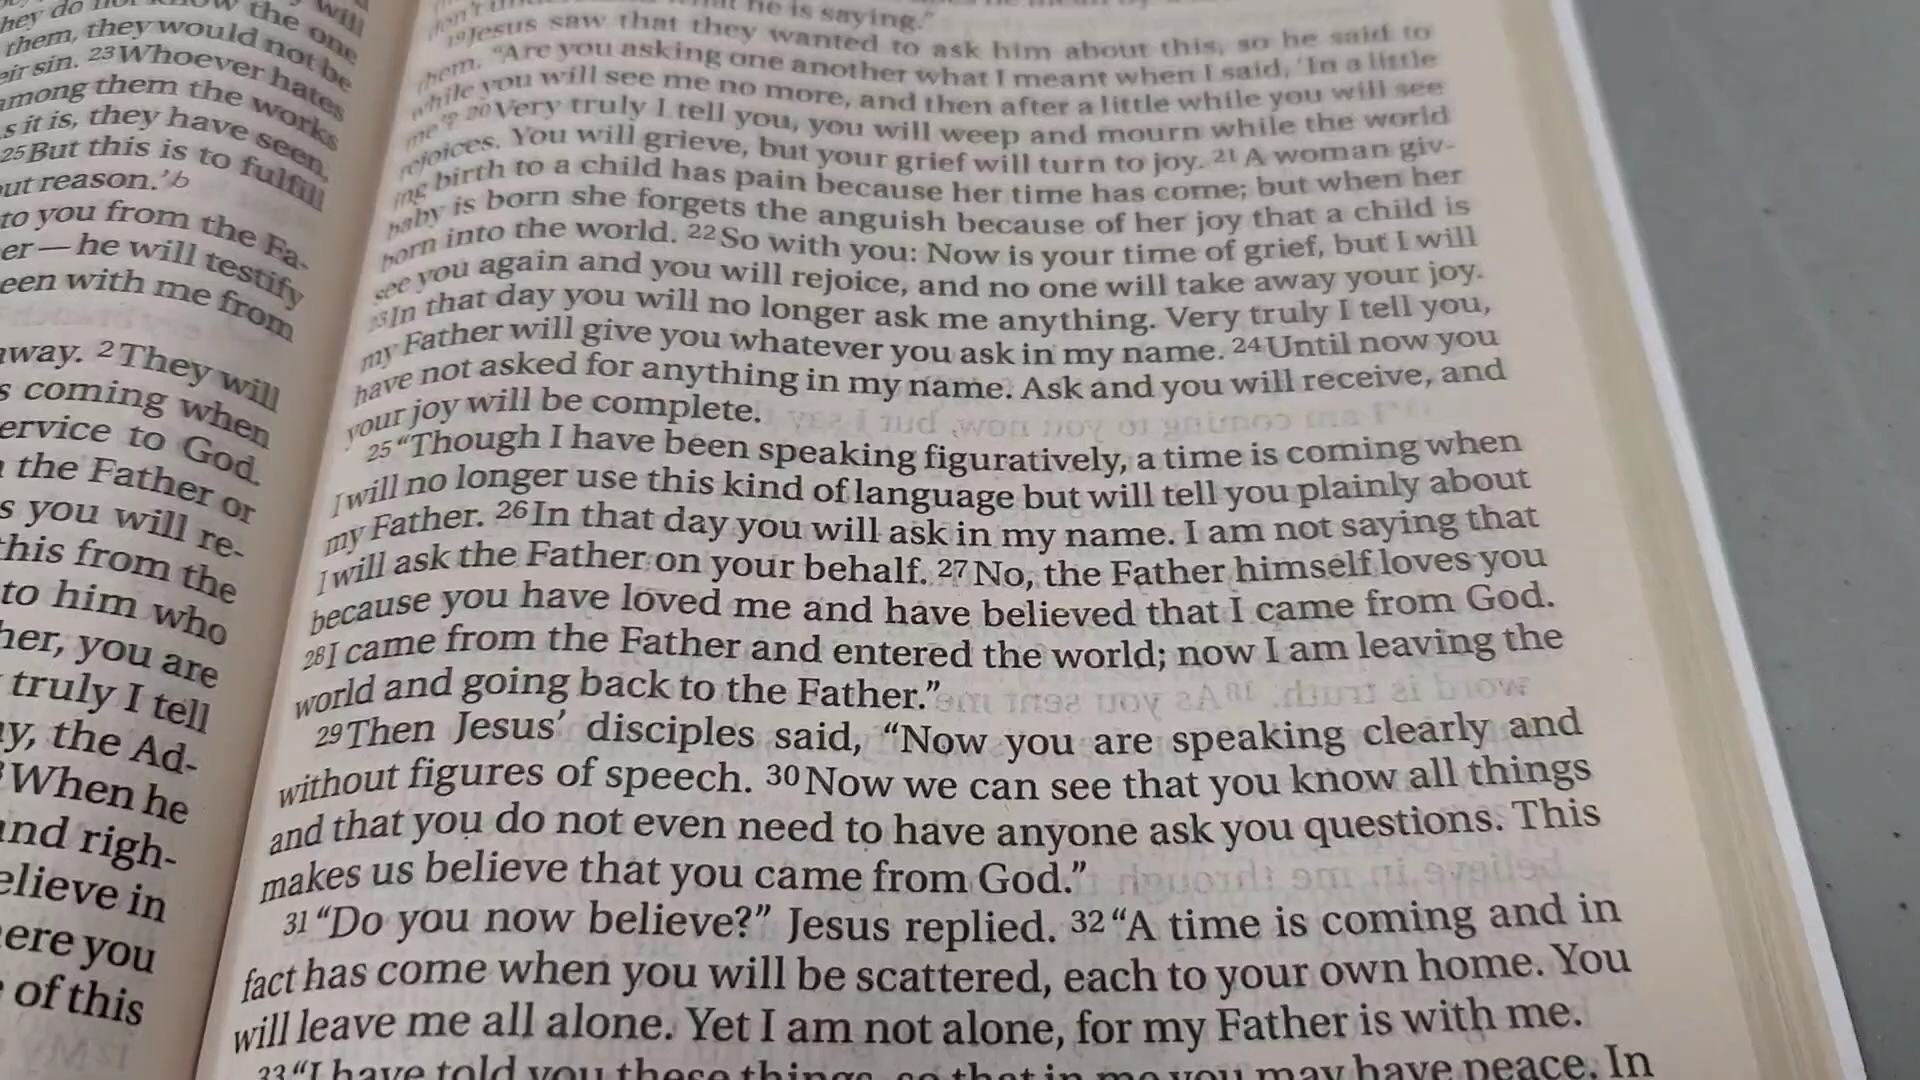 will
hey do not know the one
them, they would not be
eir sin. 23 Whoever hates
among them the works
s it is, they have seen,
25 But this is to fulfill
out reason.' b
to you from the Fa-
er — he will testify
een with me from
away. 2 They will
s coming when
ervice to God.
the Father or
s you will re-
this from the
to him who
her, you are
truly I tell
y, the Ad-
When he
and righ-
elieve in
ere you
of this
he is saying."
19 Jesus saw that they wanted to ask him about this, so he said to
them, "Are you asking one another what I meant when I said, 'In a little
while you will see me no more, and then after a little while you will see
me'? 20 Very truly I tell you, you will weep and mourn while the world
rejoices. You will grieve, but your grief will turn to joy. 21 A woman giv-
ing birth to a child has pain because her time has come; but when her
baby is born she forgets the anguish because of her joy that a child is
born into the world. 22 So with you: Now is your time of grief, but I will
see you again and you will rejoice, and no one will take away your joy.
23 In that day you will no longer ask me anything. Very truly I tell you,
my Father will give you whatever you ask in my name. 24 Until now you
have not asked for anything in my name. Ask and you will receive, and
your joy will be complete.
25 "Though I have been speaking figuratively, a time is coming when
I will no longer use this kind of language but will tell you plainly about
my Father. 26 In that day you will ask in my name. I am not saying that
I will ask the Father on your behalf. 27 No, the Father himself loves you
because you have loved me and have believed that I came from God.
28 I came from the Father and entered the world; now I am leaving the
world and going back to the Father."
29 Then Jesus' disciples said, "Now you are speaking clearly and
without figures of speech. 30 Now we can see that you know all things
and that you do not even need to have anyone ask you questions. This
makes us believe that you came from God."
31 "Do you now believe?" Jesus replied. 32 "A time is coming and in
fact has come when you will be scattered, each to your own home. You
will leave me all alone. Yet I am not alone, for my Father is with me.
33 "I have told you these things, so that in me you may have peace. In